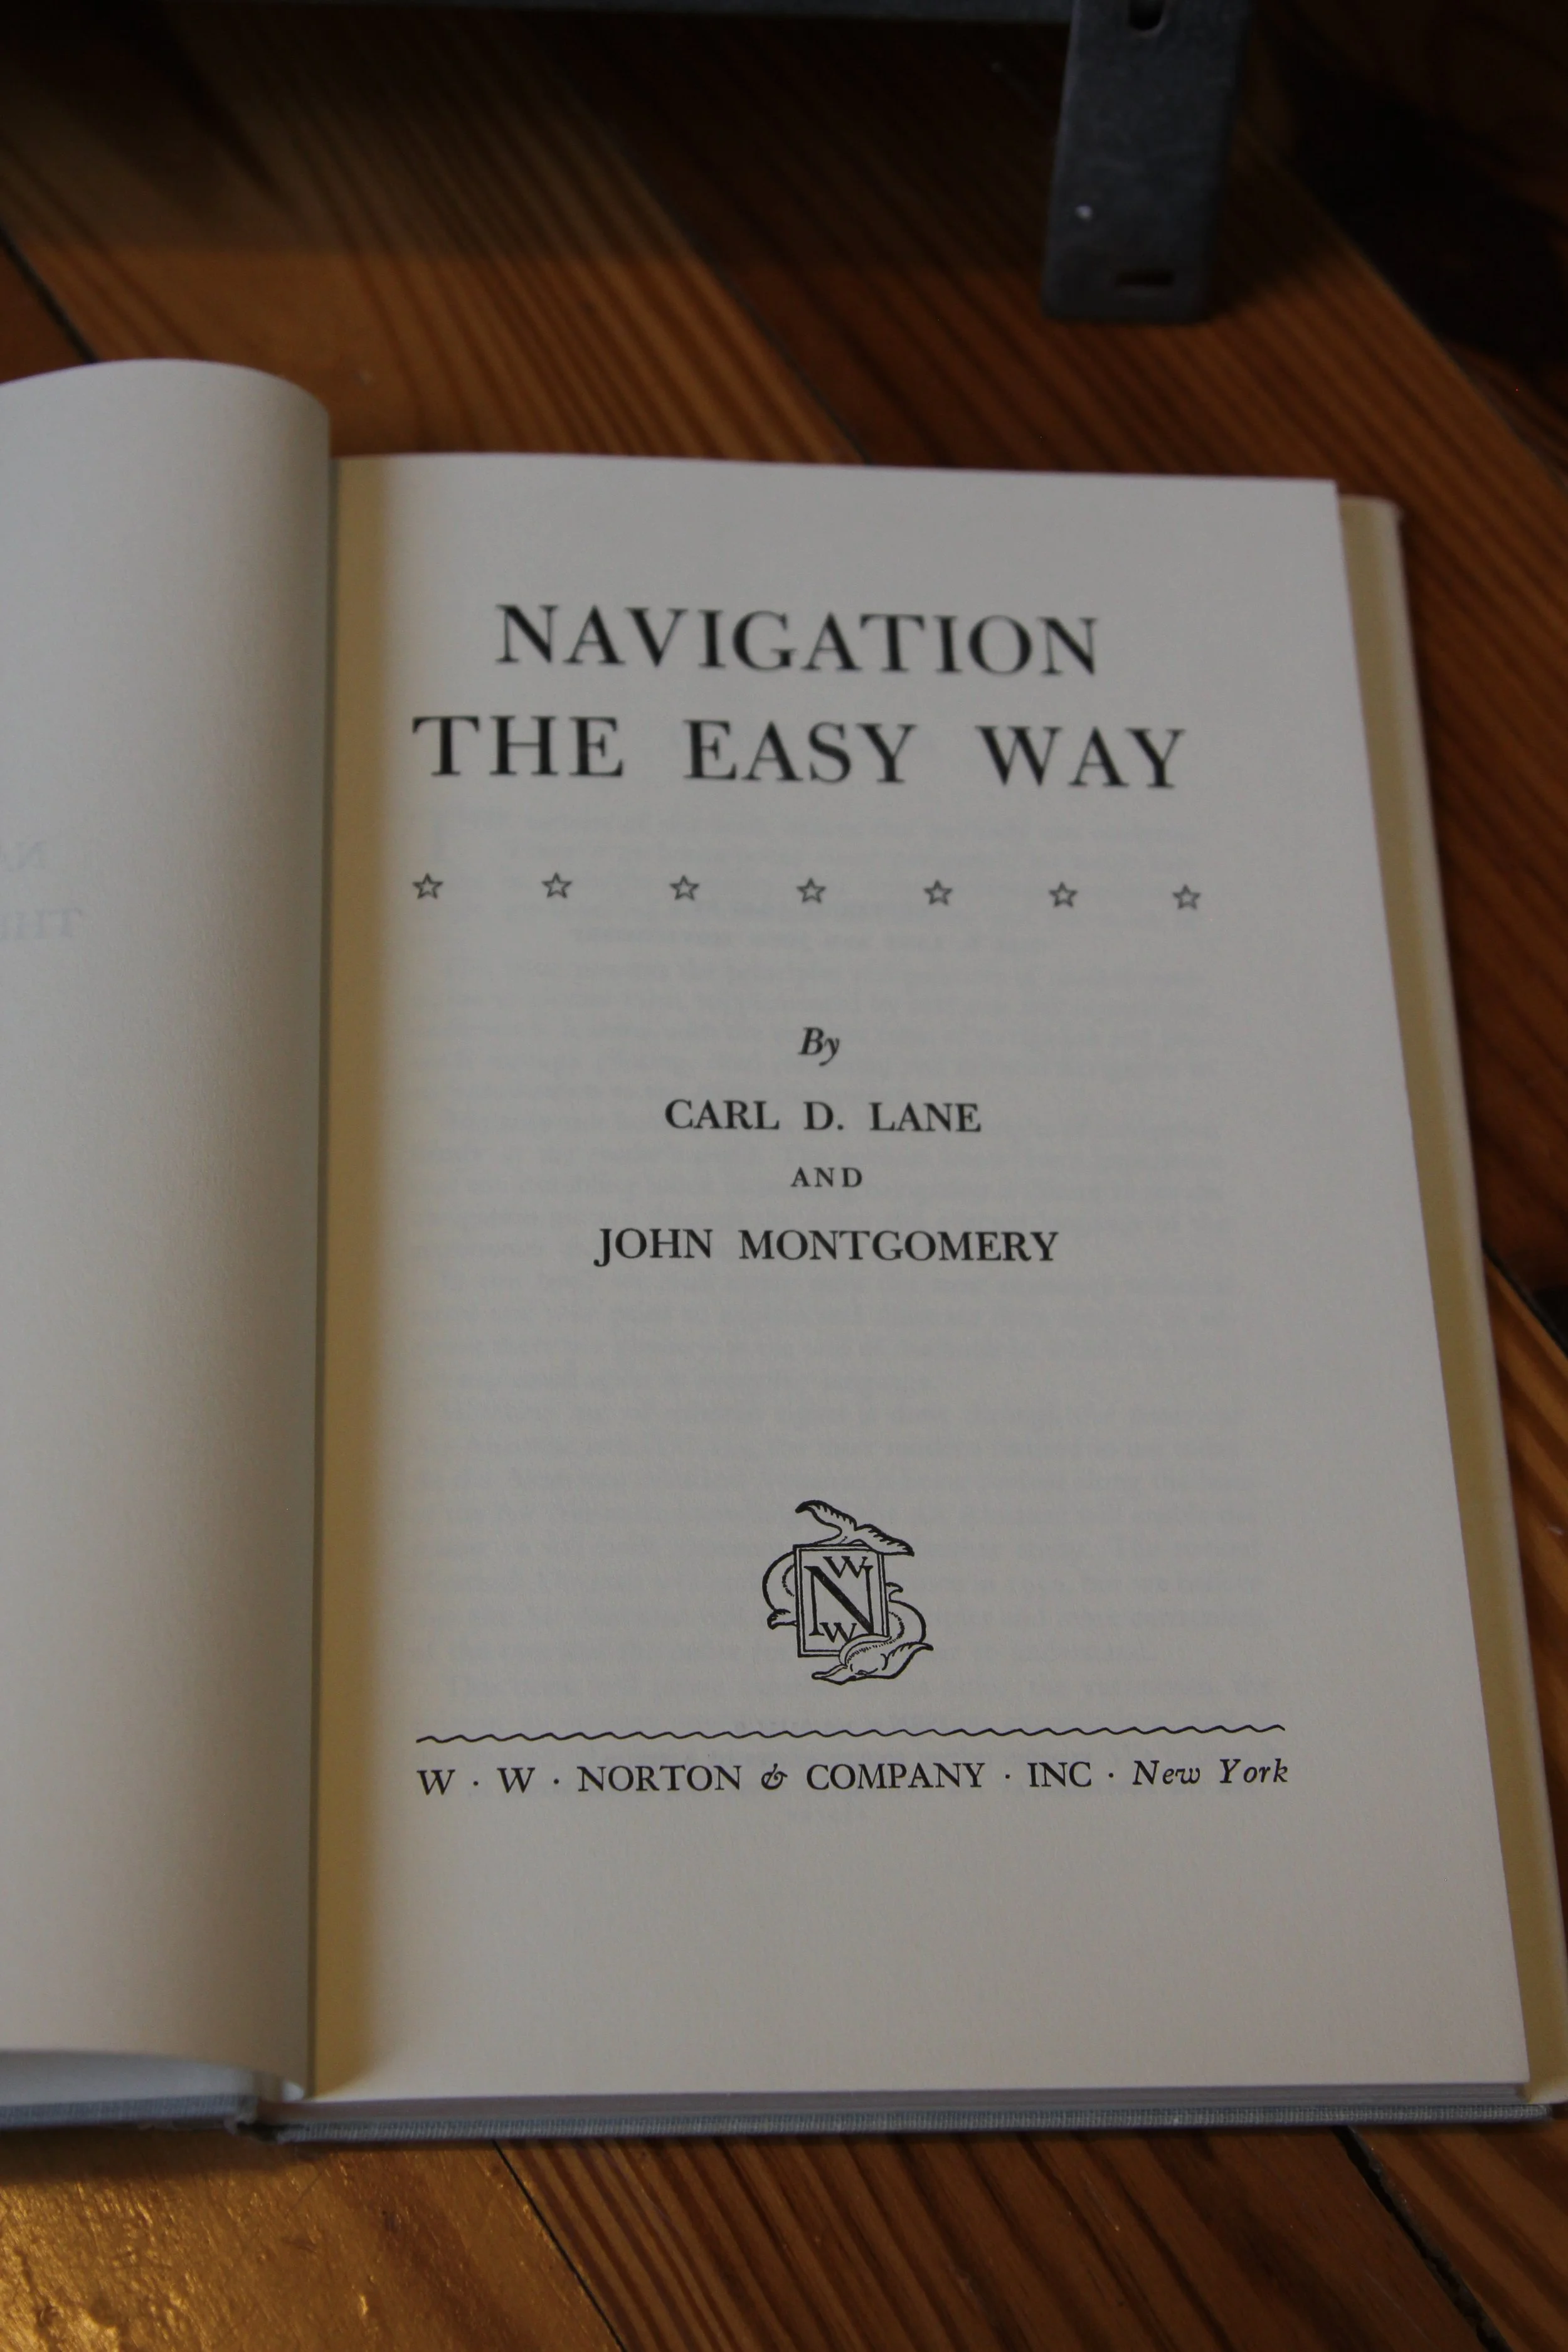 NAVIGATION
THE EASY WAY
By
CARL D. LANE
AND
JOHN MONTGOMERY
W
N
W
W · W · NORTON & COMPANY · INC · New York